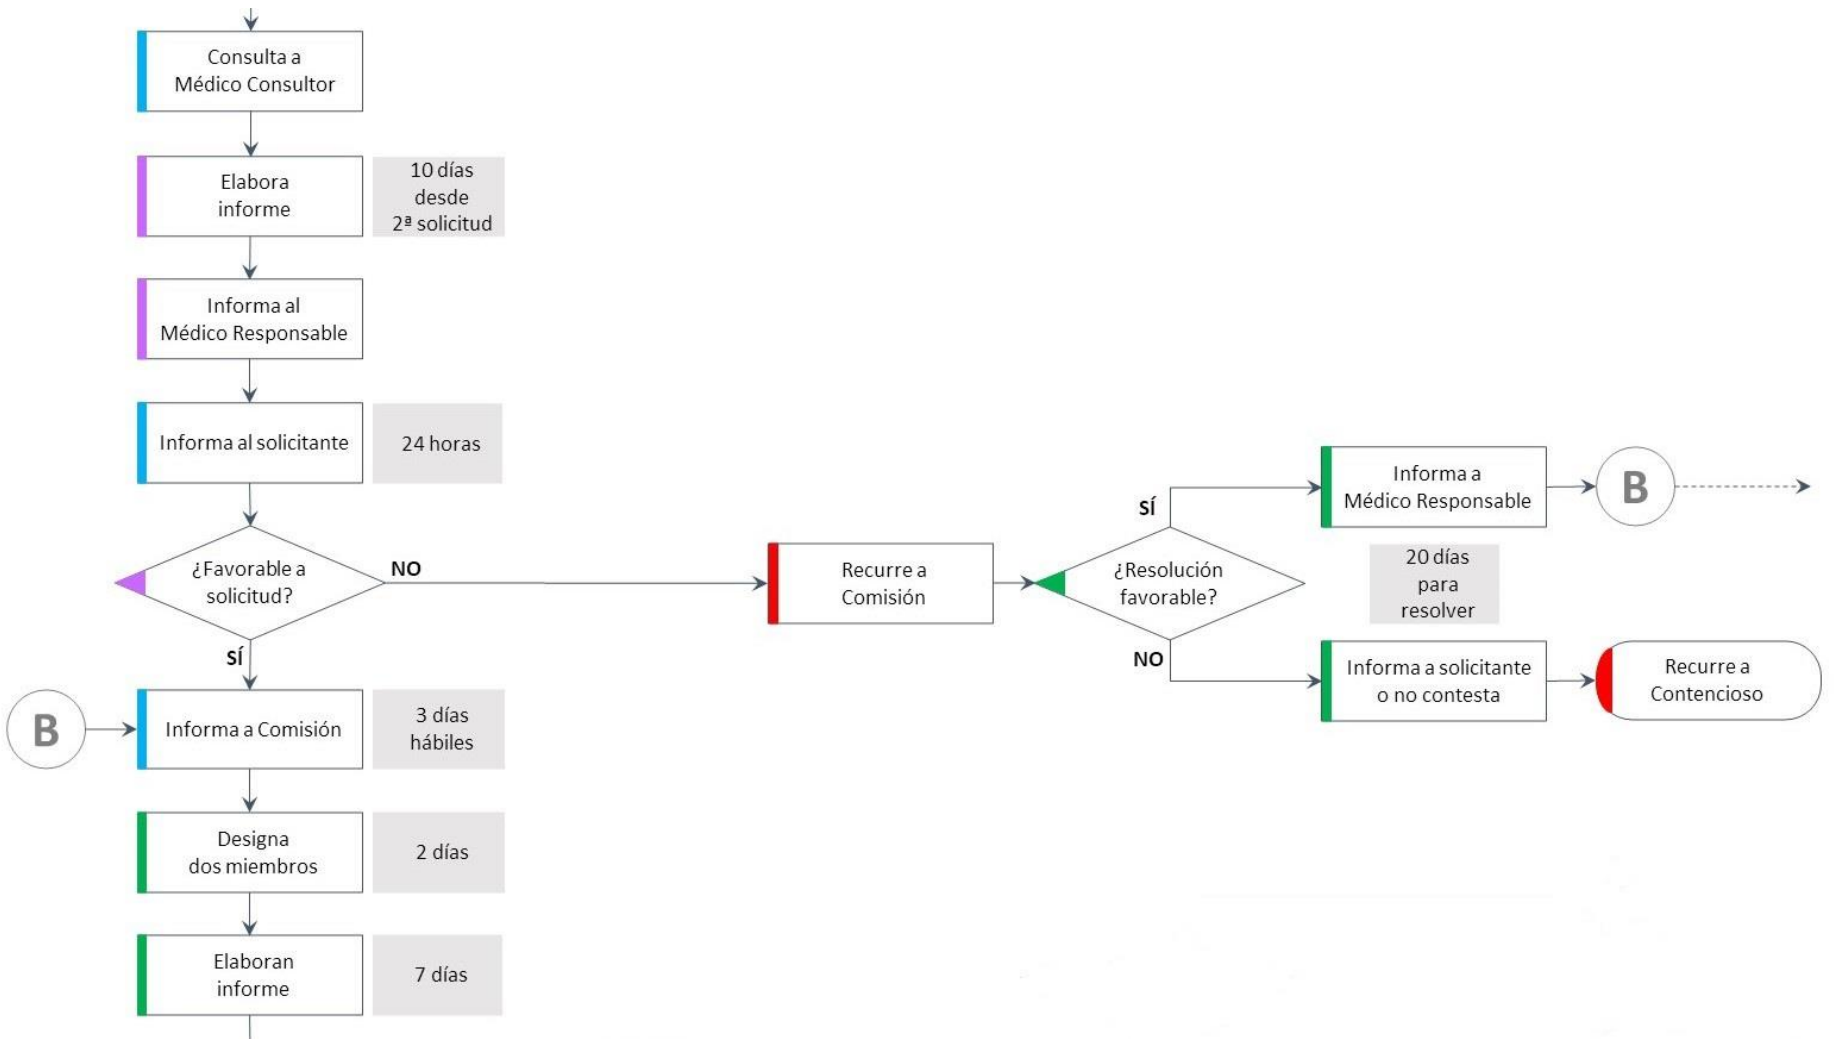 Consulta a
Médico Consultor
Elabora
informe
10 días
desde
2ª solicitud
Informa al
Médico Responsable
Informa al solicitante
24 horas
¿Favorable a
solicitud?
NO
SÍ
Recurre a
Comisión
¿Resolución
favorable?
SÍ
Informa a
Médico Responsable
B
20 días
para
resolver
NO
Informa a solicitante
o no contesta
Recurre a
Contencioso
B
Informa a Comisión
3 días
hábiles
Designa
dos miembros
2 días
Elaboran
informe
7 días